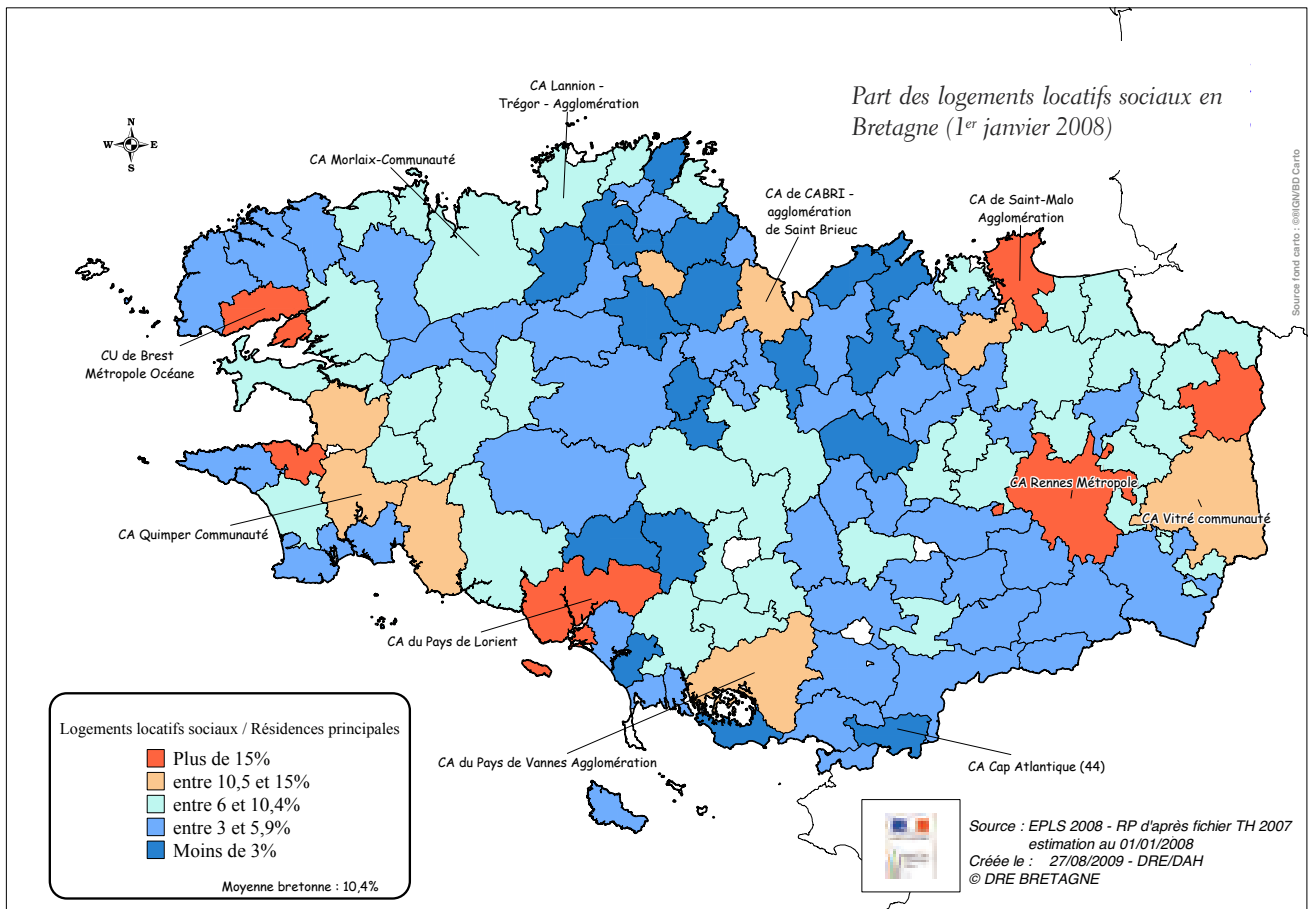 Part des logements locatifs sociaux en
Bretagne (1er janvier 2008)
N
W E
S
CA Lannion -
Trégor - Agglomération
CA Morlaix-Communauté
CA de CABRI -
agglomération
de Saint Brieuc
CA de Saint-Malo
Agglomération
Source fond carto : ©®IGN/BD Carto
CU de Brest
Métropole Océane
CA Rennes Métropole
CA Vitré communauté
CA Quimper Communauté
CA du Pays de Lorient
CA du Pays de Vannes Agglomération
CA Cap Atlantique (44)
Logements locatifs sociaux / Résidences principales
Plus de 15%
entre 10,5 et 15%
entre 6 et 10,4%
entre 3 et 5,9%
Moins de 3%
Moyenne bretonne : 10,4%
Source : EPLS 2008 - RP d'après fichier TH 2007
estimation au 01/01/2008
Créée le : 27/08/2009 - DRE/DAH
© DRE BRETAGNE